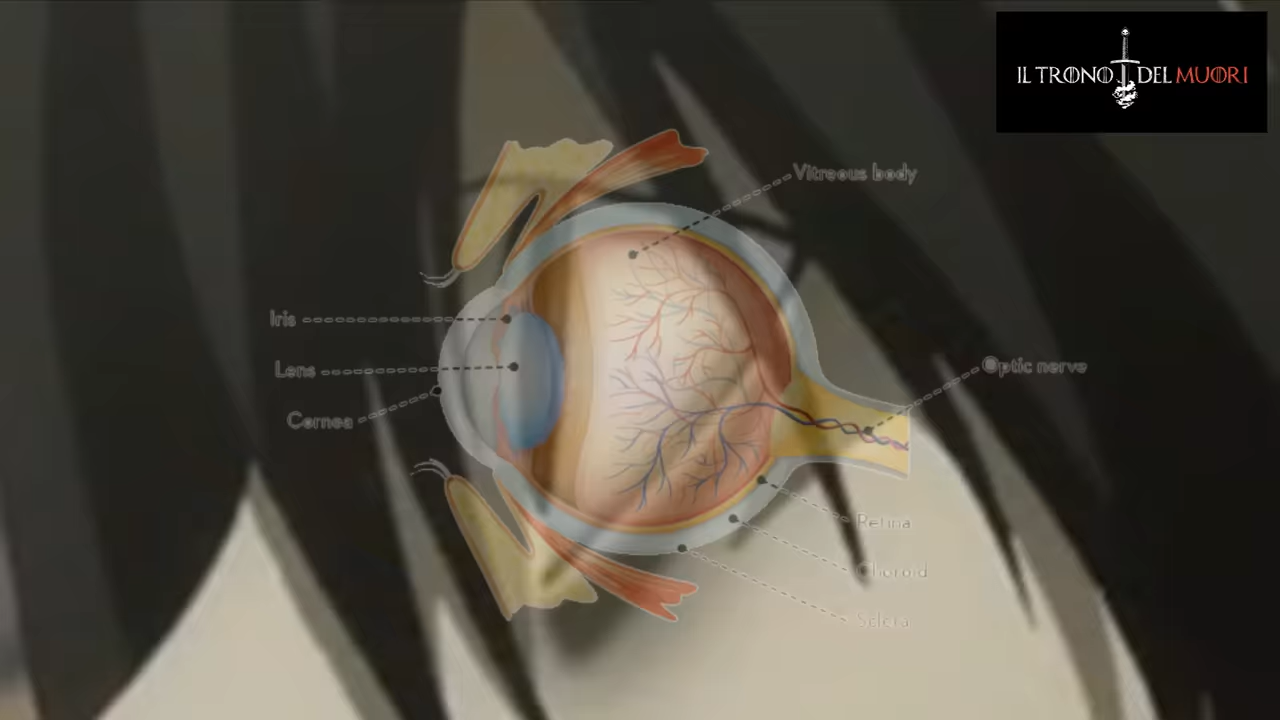 IL TRONO DEL MUORI
Vitreous body
Iris
Lens
Cornea
Optic nerve
Retina
Choroid
Sclera